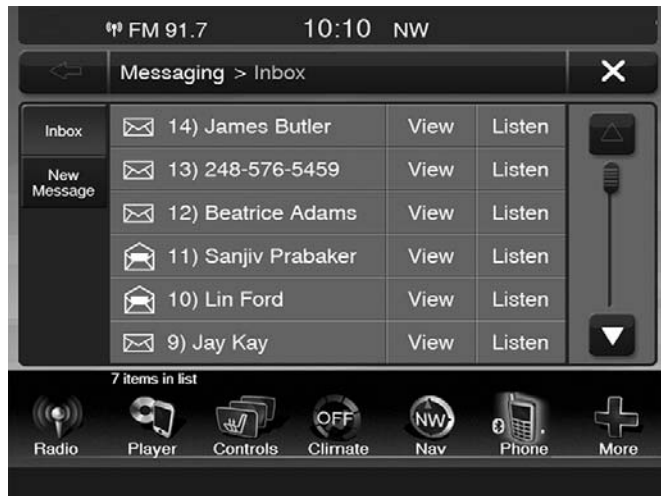 FM 91.7 10:10 NW
Messaging > Inbox
Inbox
New
Message
14) James Butler View Listen
13) 248-576-5459 View Listen
12) Beatrice Adams View Listen
11) Sanjiv Prabaker View Listen
10) Lin Ford View Listen
9) Jay Kay View Listen
7 items in list
OFF NW
Radio Player Controls Climate Nav Phone More